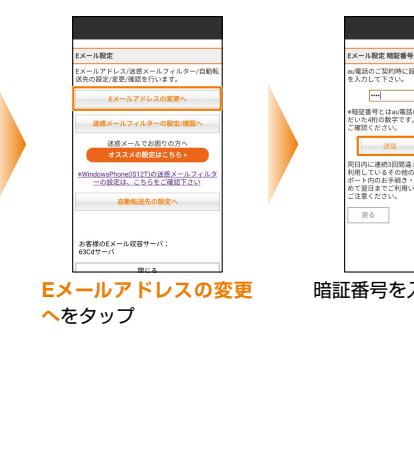 Eメール設定
Eメールアドレス/迷惑メールフィルター/自動転
送先の設定/変更/確認を行います。
Eメールアドレスの変更へ
迷惑メールフィルターの設定/確認へ
迷惑メールでお困りの方へ
オススメの設定はこちら
*WindowsPhone(IS12T)の迷惑メールフィルタ
ーの設定は、こちらをご確認下さい
自動転送先の設定へ
お客様のEメール収容サーバ：
63Cdサーバ
閉じる
Eメールアドレスの変更
へをタップ
Eメール設定 暗証番号
au電話のご契約時に設
を入力して下さい。
••••
*暗証番号とはau電話
だいた4桁の数字です。
ご確認ください。
送信
同日内に連続3回間違
利用しているその他の
ポート内のお手続き・
めて翌日までご利用い
ご注意ください。
戻る
暗証番号を